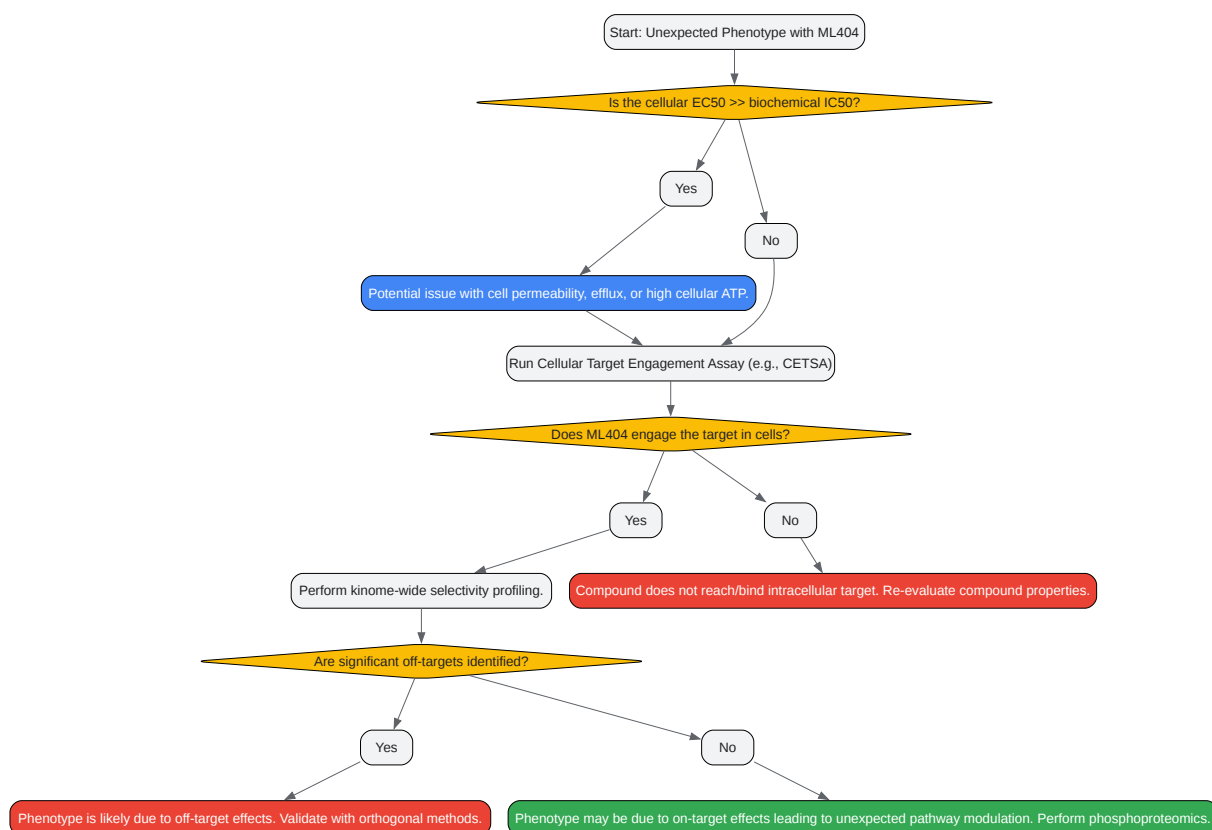 Start: Unexpected Phenotype with ML404
Is the cellular EC50 >> biochemical IC50?
Yes
No
Potential issue with cell permeability, efflux, or high cellular ATP.
Run Cellular Target Engagement Assay (e.g., CETSA)
Does ML404 engage the target in cells?
Yes
No
Perform kinome-wide selectivity profiling.
Compound does not reach/bind intracellular target. Re-evaluate compound properties.
Are significant off-targets identified?
Yes
No
Phenotype is likely due to off-target effects. Validate with orthogonal methods.
Phenotype may be due to on-target effects leading to unexpected pathway modulation. Perform phosphoproteomics.